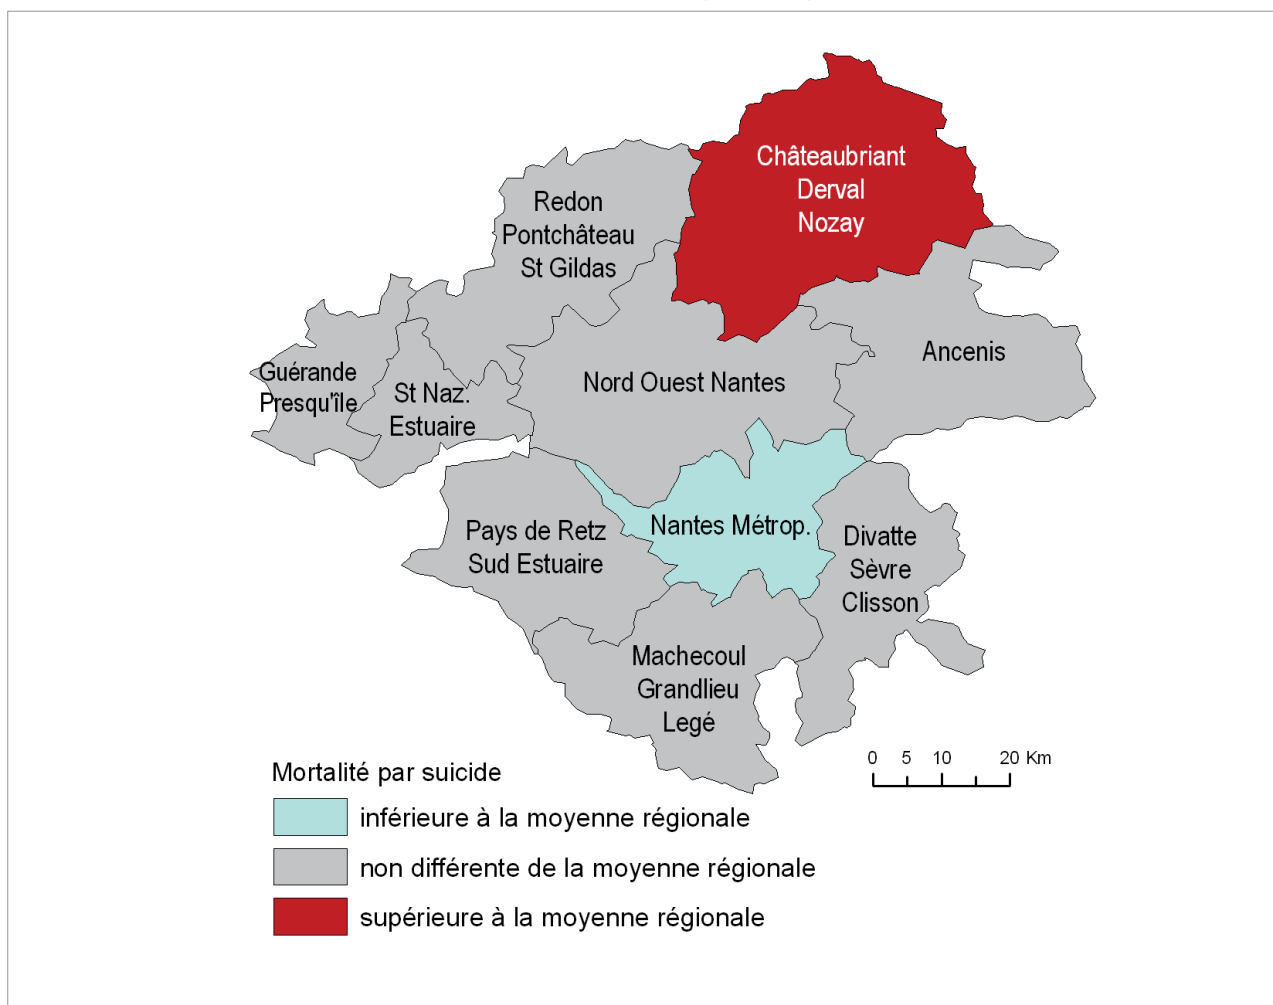 Châteaubriant
Derval
Nozay
Redon
Pontchâteau
St Gildas
Ancenis
Guérande
Presqu'île
St Naz.
Estuaire
Nord Ouest Nantes
Pays de Retz
Sud Estuaire
Nantes Métrop.
Divatte
Sèvre
Clisson
Machecoul
Grandlieu
Legé
0 5 10 20 Km
Mortalité par suicide
inférieure à la moyenne régionale
non différente de la moyenne régionale
supérieure à la moyenne régionale